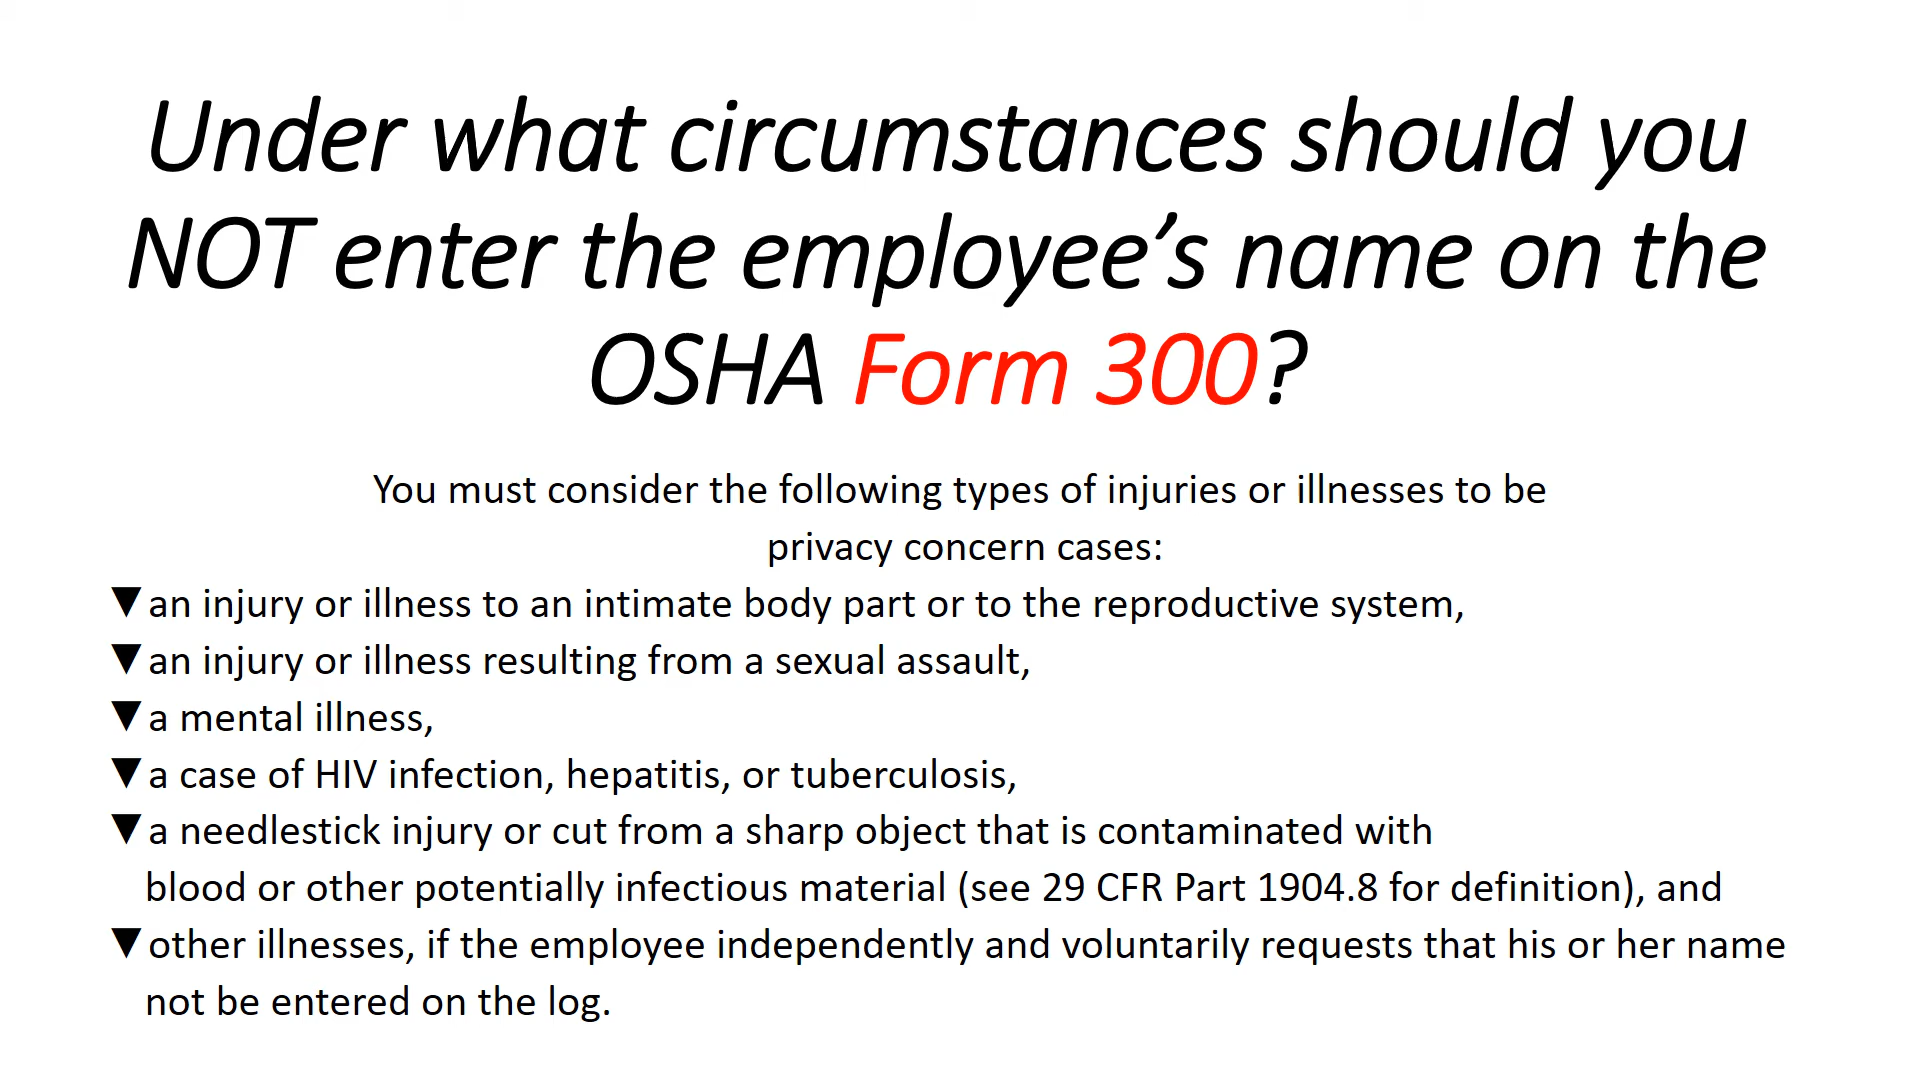 Under what circumstances should you
NOT enter the employee’s name on the
OSHA Form 300?
You must consider the following types of injuries or illnesses to be
privacy concern cases:
▼an injury or illness to an intimate body part or to the reproductive system,
▼an injury or illness resulting from a sexual assault,
▼a mental illness,
▼a case of HIV infection, hepatitis, or tuberculosis,
▼a needlestick injury or cut from a sharp object that is contaminated with
blood or other potentially infectious material (see 29 CFR Part 1904.8 for definition), and
▼other illnesses, if the employee independently and voluntarily requests that his or her name
not be entered on the log.